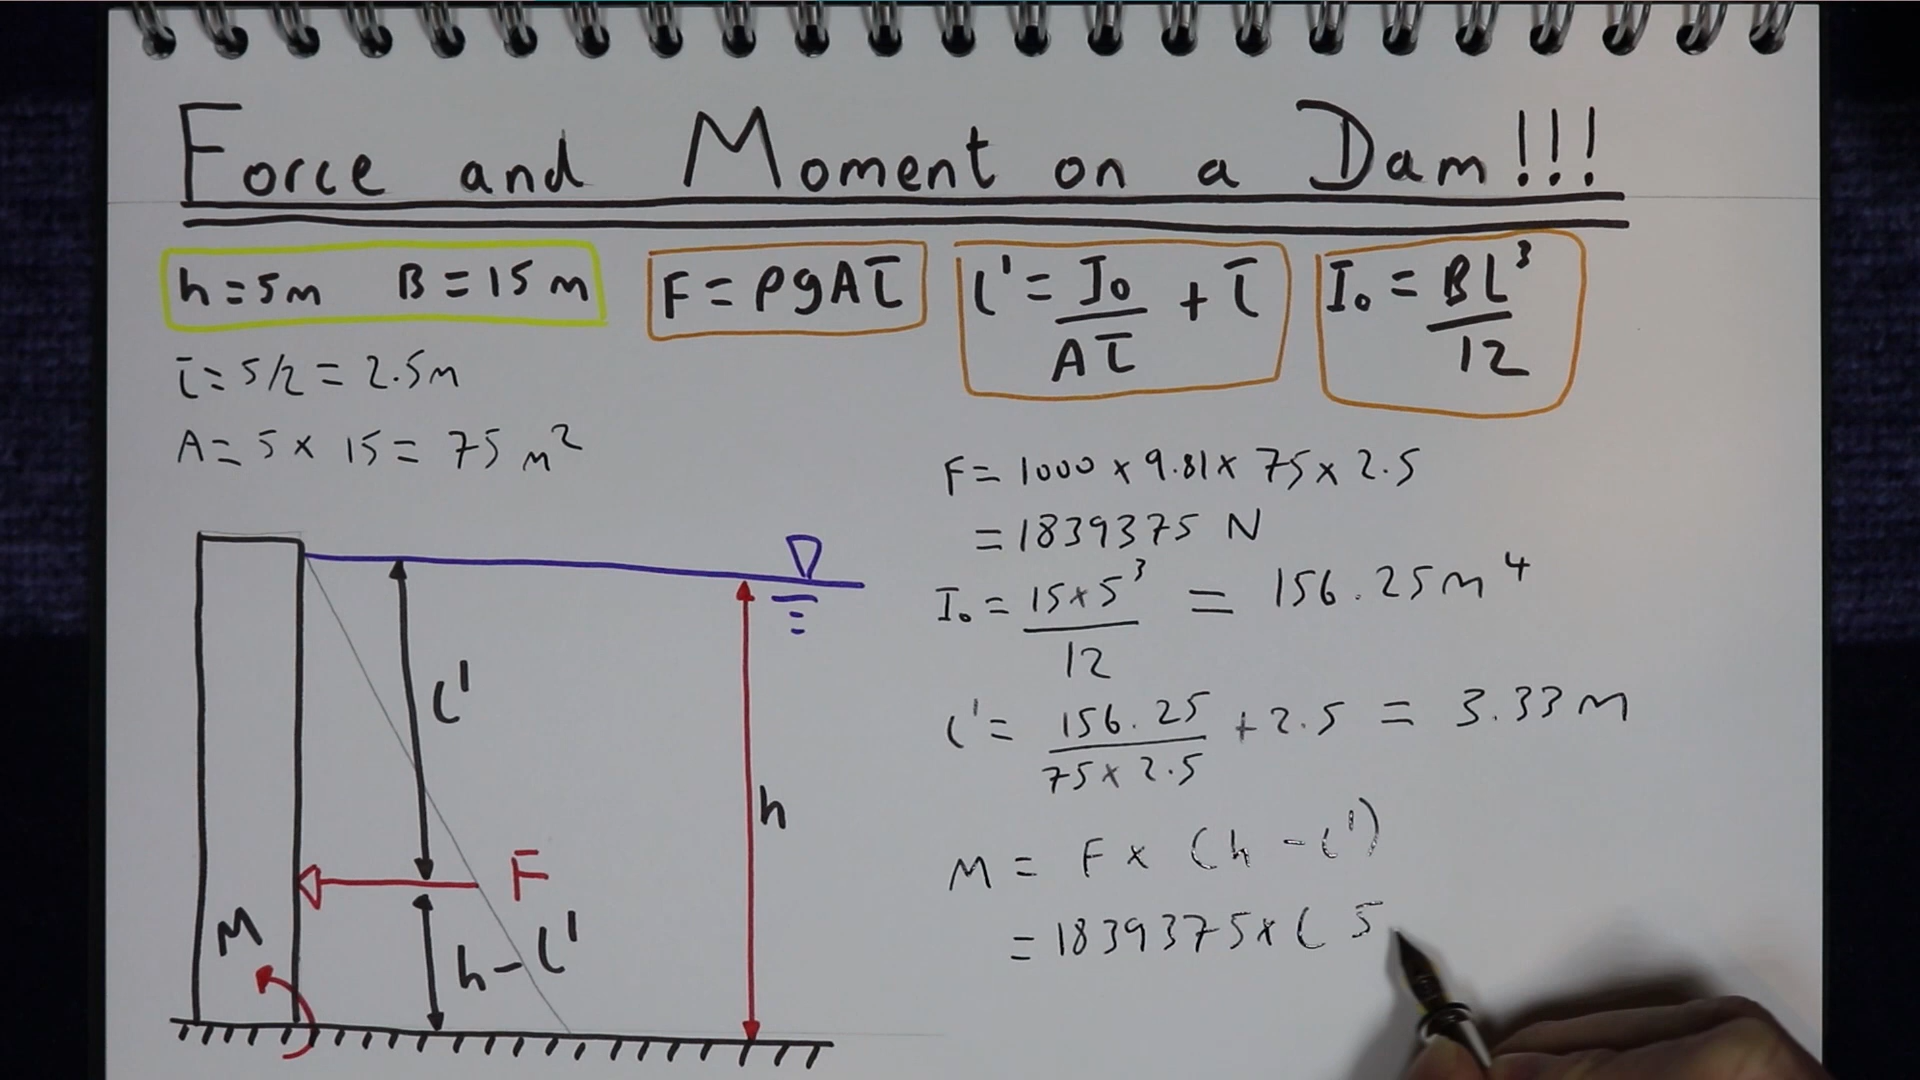 Force and Moment on a Dam!!!
h = 5m B = 15 m
F = ρgAl̄
l' = I₀/Al̄ + l̄
I₀ = BL³/12
l̄ = 5/2 = 2.5m
A = 5 × 15 = 75 m²
F = 1000 × 9.81 × 75 × 2.5
= 1839375 N
I₀ = 15×5³/12 = 156.25m⁴
l' = 156.25/75×2.5 + 2.5 = 3.33m
M = F × (h - l')
= 1839375 × ( 5
l'
h
F
M
h-l'